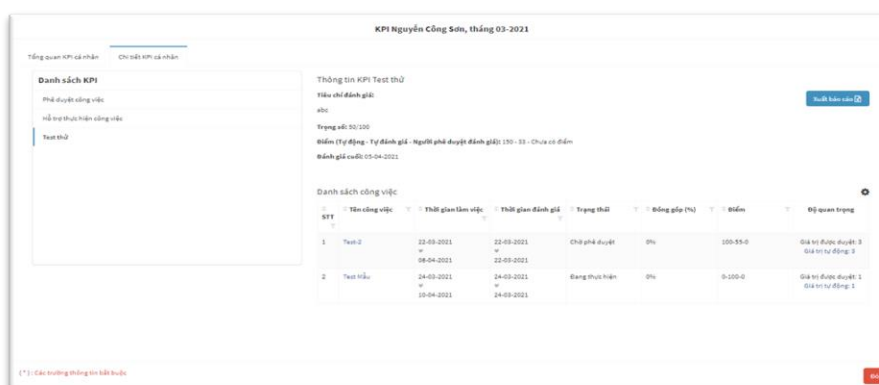 KPI Nguyễn Công Sơn, tháng 03-2021
Tổng quan KPI cá nhân Chi tiết KPI cá nhân
Danh sách KPI
Phê duyệt công việc
Hỗ trợ thực hiện công việc
Test thử
Thông tin KPI Test thử
Tiêu chí đánh giá:
abc
Xuất báo cáo
Trọng số: 50/100
Điểm (Tự động - Tự đánh giá - Người phê duyệt đánh giá): 150 - 33 - Chưa có điểm
Đánh giá cuối: 05-04-2021
Danh sách công việc
STT Tên công việc Thời gian làm việc Thời gian đánh giá Trạng thái Đóng góp (%) Điểm Độ quan trọng
1 Test-2 22-03-2021 22-03-2021 Chờ phê duyệt 0% 100-55-0 Giá trị được duyệt: 3
Giá trị tự động: 3
08-04-2021 22-03-2021
2 Test Mẫu 24-03-2021 24-03-2021 Đang thực hiện 0% 0-100-0 Giá trị được duyệt: 1
Giá trị tự động: 1
10-04-2021 24-03-2021
(*) : Các trường thông tin bắt buộc